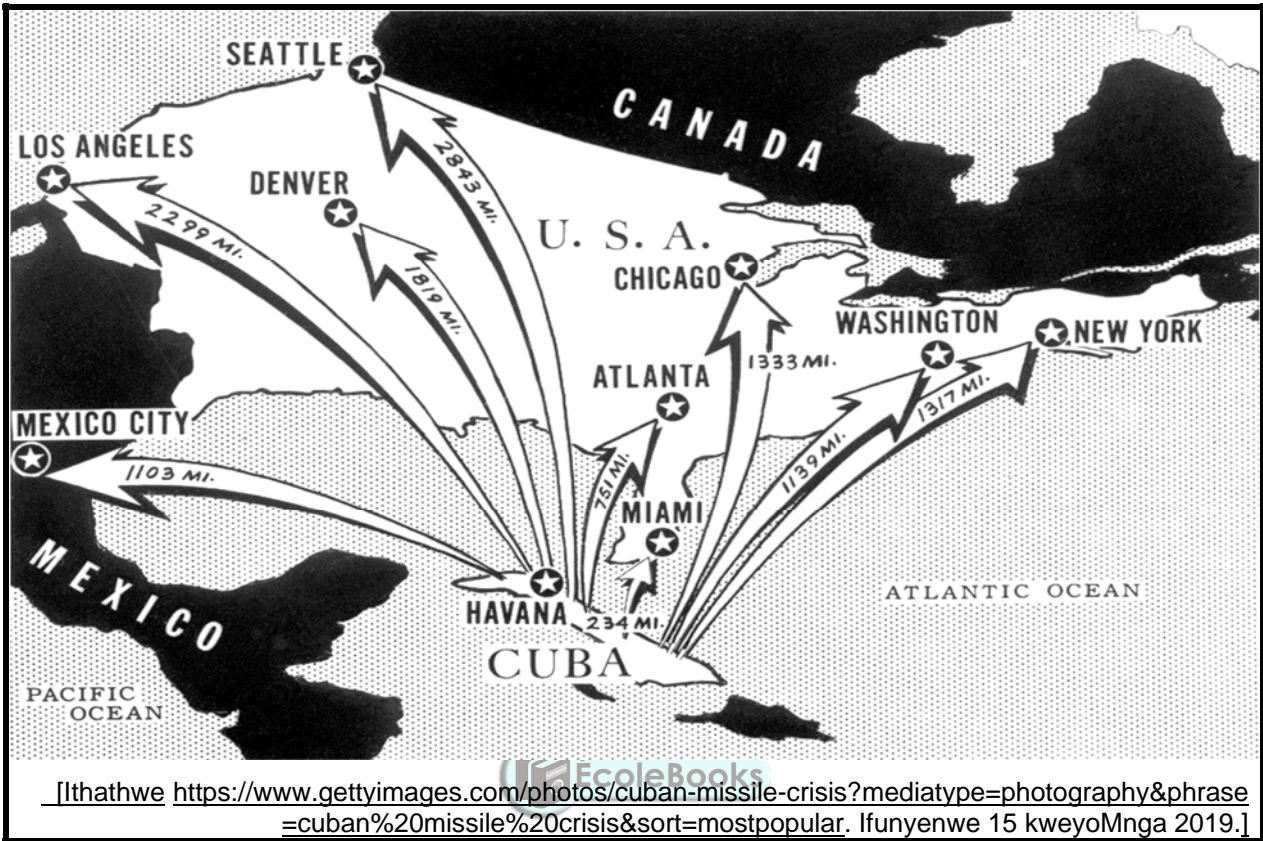 SEATTLE
CANADA
LOS ANGELES
2843 MI.
DENVER
2299 MI.
U. S. A.
CHICAGO
1819 MI.
WASHINGTON
NEW YORK
1333 MI.
ATLANTA
1317 MI.
MEXICO CITY
1139 MI.
1103 MI.
751 MI.
MIAMI
MEXICO
ATLANTIC OCEAN
HAVANA
234 MI.
CUBA
PACIFIC
OCEAN
EcoleBooks
[Ithathwe https://www.gettyimages.com/photos/cuban-missile-crisis?mediatype=photography&phrase
=cuban%20missile%20crisis&sort=mostpopular. Ifunyenwe 15 kweyoMnga 2019.]